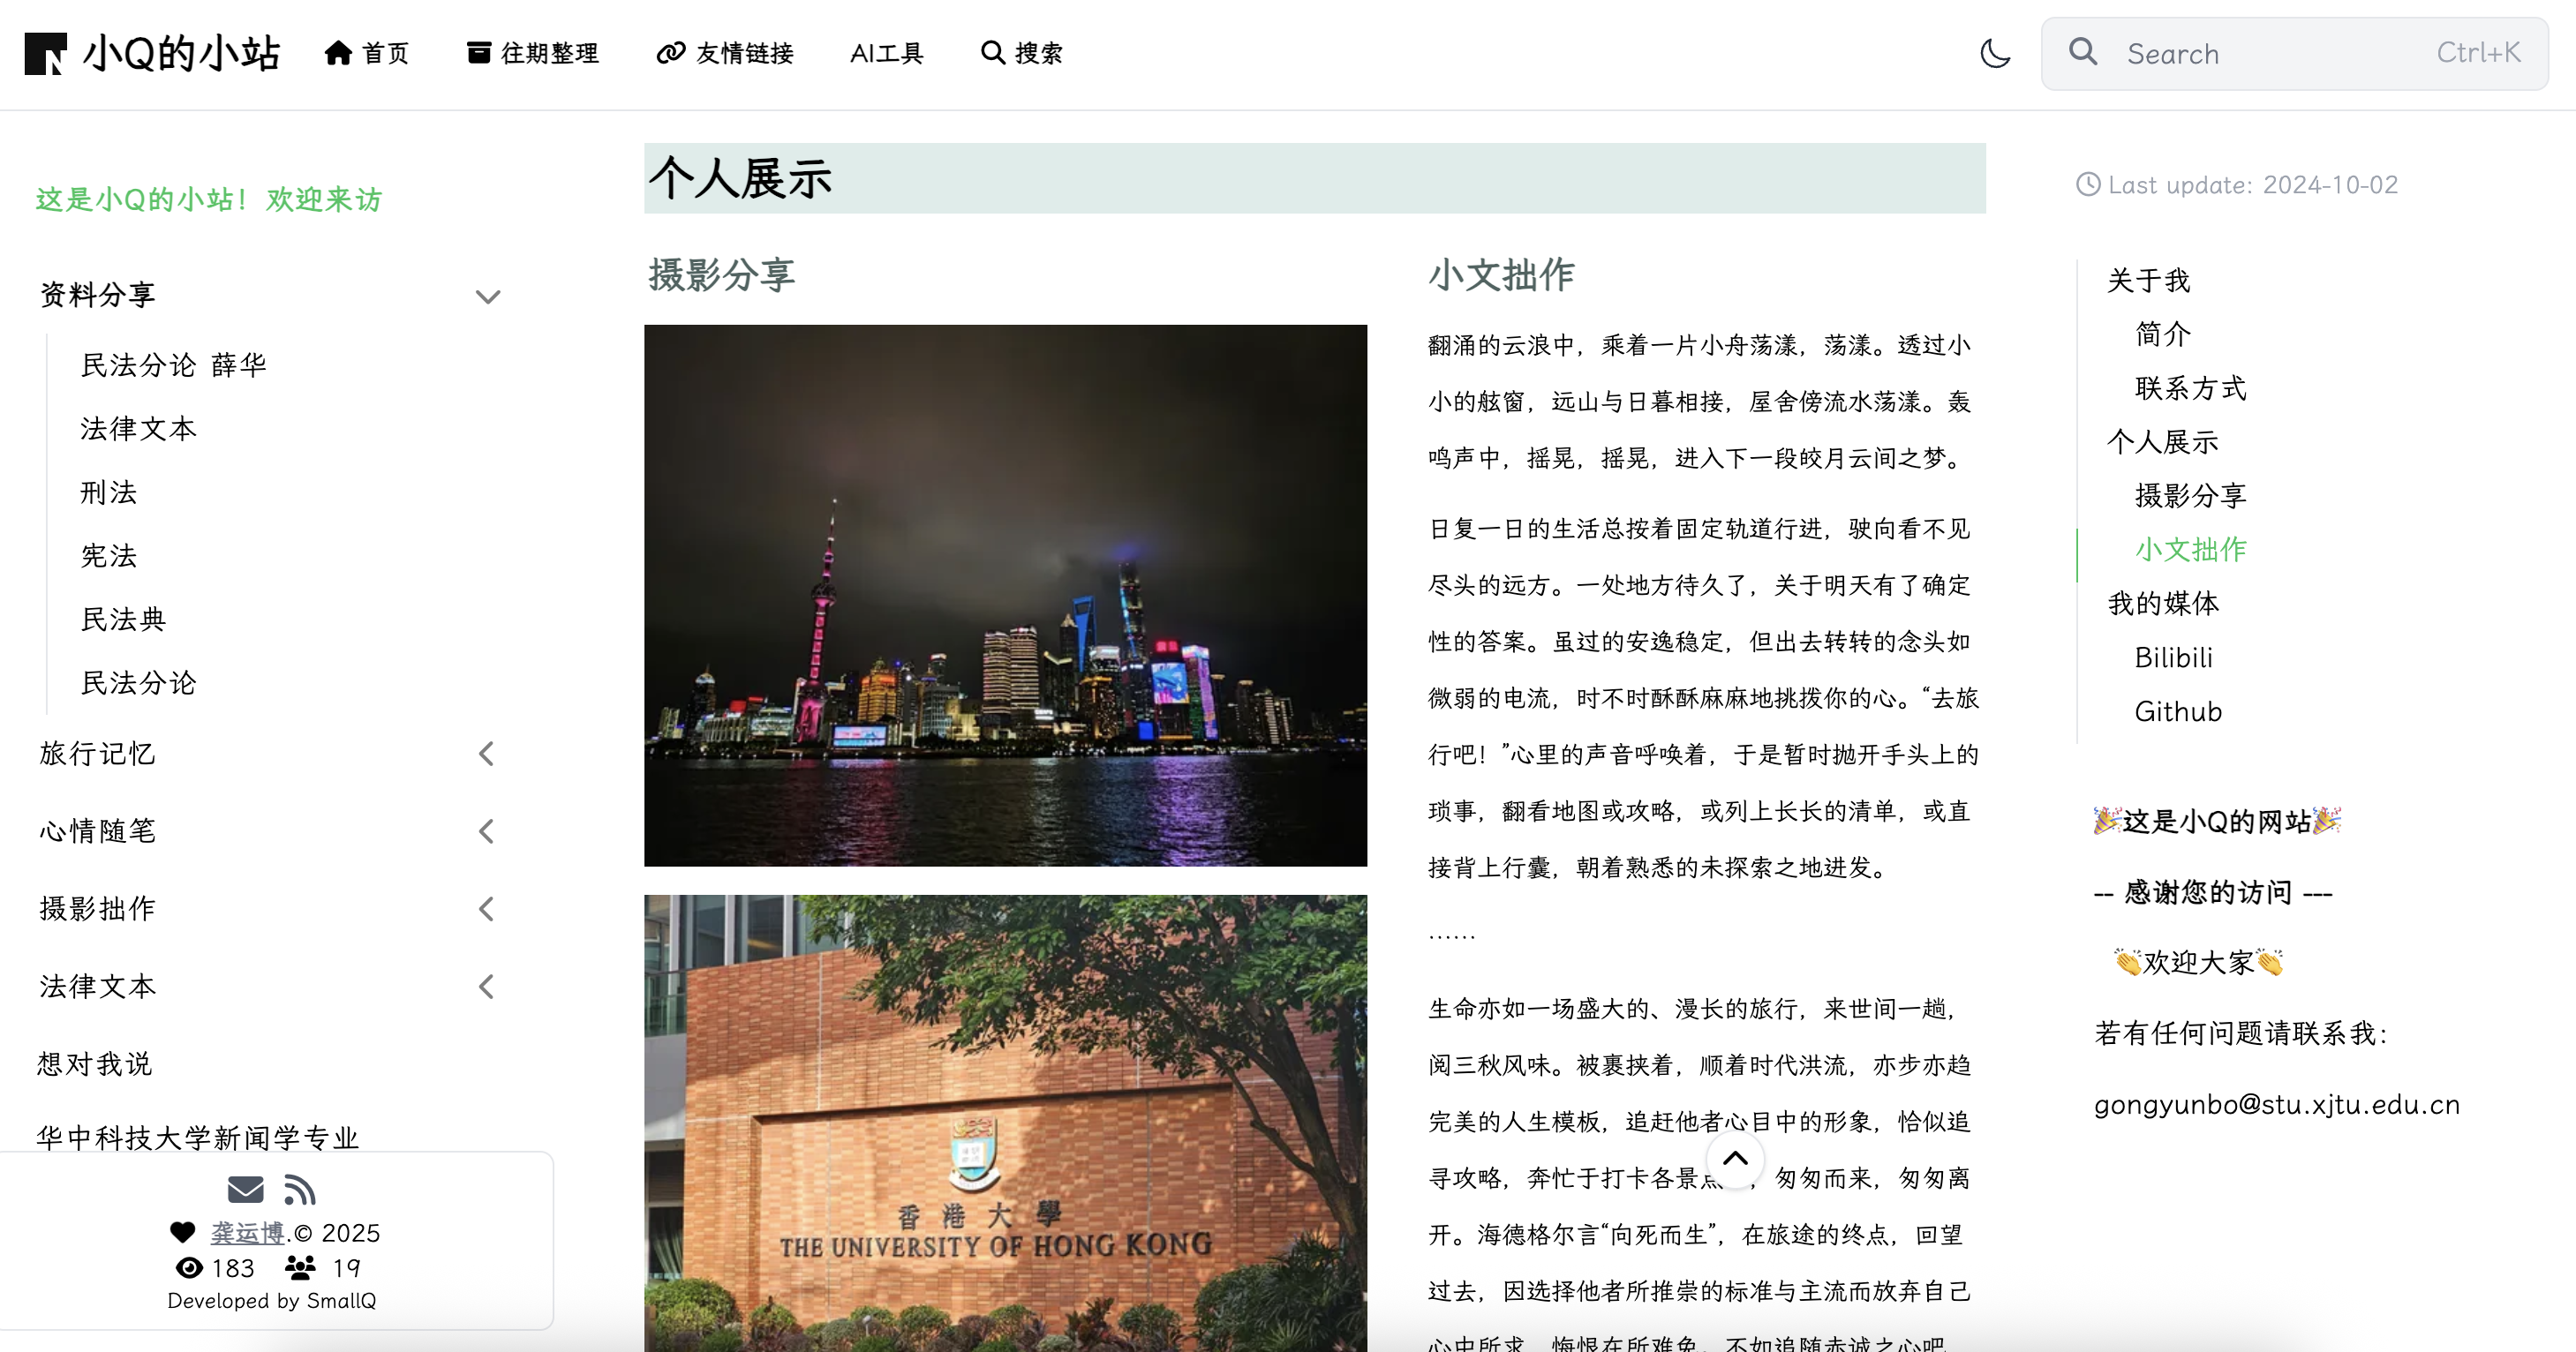 小Q的小站
首页
往期整理
友情链接
AI工具
搜索
Search
Ctrl+K
这是小Q的小站！欢迎来访
资料分享
民法分论 薛华
法律文本
刑法
宪法
民法典
民法分论
旅行记忆
心情随笔
摄影拙作
法律文本
想对我说
华中科技大学新闻学专业
龚运博.© 2025
183
19
Developed by SmallQ
个人展示
摄影分享
香港大學
THE UNIVERSITY OF HONG KONG
小文拙作
翻涌的云浪中，乘着一片小舟荡漾，荡漾。透过小
小的舷窗，远山与日暮相接，屋舍傍流水荡漾。轰
鸣声中，摇晃，摇晃，进入下一段皎月云间之梦。
日复一日的生活总按着固定轨道行进，驶向看不见
尽头的远方。一处地方待久了，关于明天有了确定
性的答案。虽过的安逸稳定，但出去转转的念头如
微弱的电流，时不时酥酥麻麻地挑拨你的心。“去旅
行吧！”心里的声音呼唤着，于是暂时抛开手头上的
琐事，翻看地图或攻略，或列上长长的清单，或直
接背上行囊，朝着熟悉的未探索之地进发。
……
生命亦如一场盛大的、漫长的旅行，来世间一趟，
阅三秋风味。被裹挟着，顺着时代洪流，亦步亦趋
完美的人生模板，追赶他者心目中的形象，恰似追
寻攻略，奔忙于打卡各景点，匆匆而来，匆匆离
开。海德格尔言“向死而生”，在旅途的终点，回望
过去，因选择他者所推崇的标准与主流而放弃自己
心中所求，悔恨在所难免。不如追随赤诚之心吧
Last update: 2024-10-02
关于我
简介
联系方式
个人展示
摄影分享
小文拙作
我的媒体
Bilibili
Github
🎉这是小Q的网站🎉
-- 感谢您的访问 ---
👏欢迎大家👏
若有任何问题请联系我：
gongyunbo@stu.xjtu.edu.cn